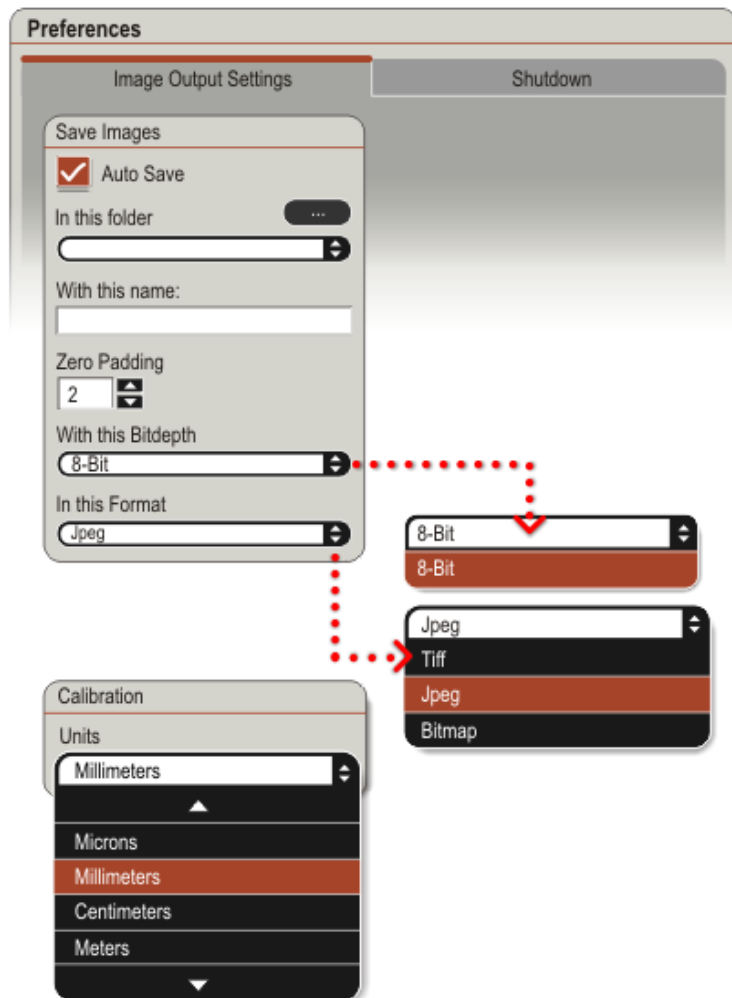 Preferences
Image Output Settings
Shutdown
Save Images
Auto Save
In this folder
...
With this name:
Zero Padding
2
With this Bitdepth
8-Bit
In this Format
Jpeg
8-Bit
8-Bit
Jpeg
Tiff
Jpeg
Bitmap
Calibration
Units
Millimeters
Microns
Millimeters
Centimeters
Meters